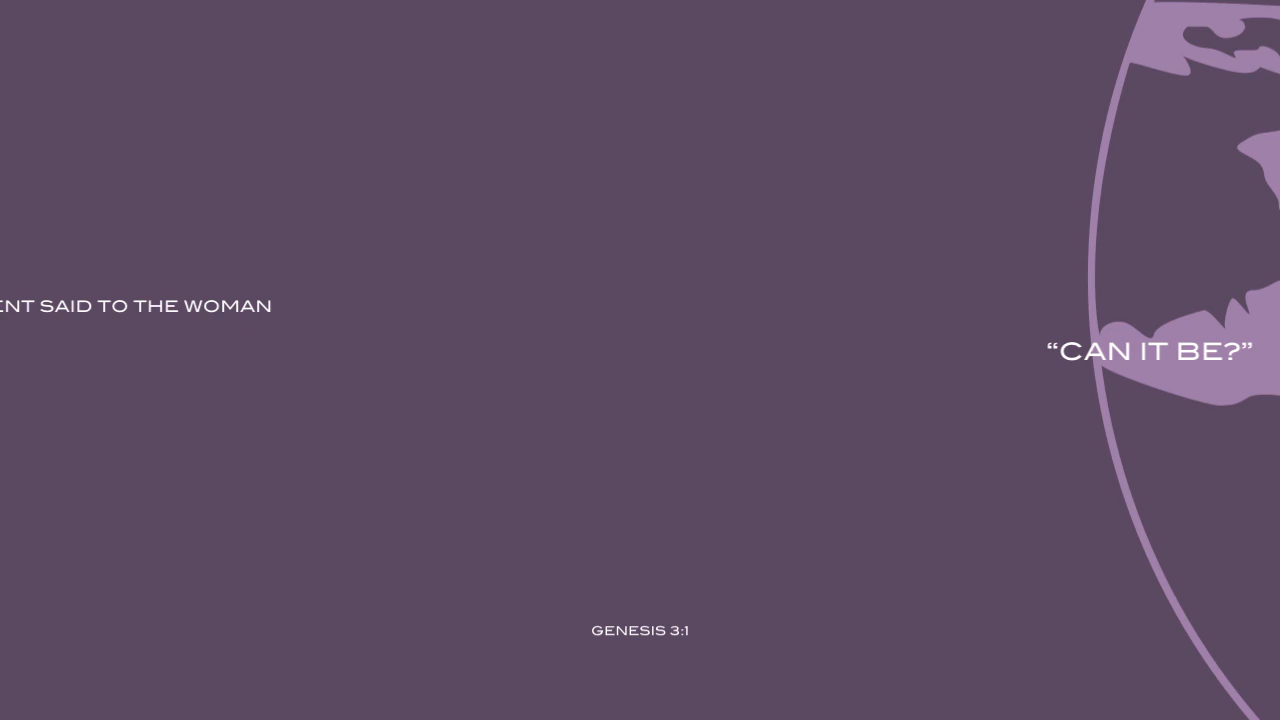 ENT SAID TO THE WOMAN
“CAN IT BE?”
GENESIS 3:1